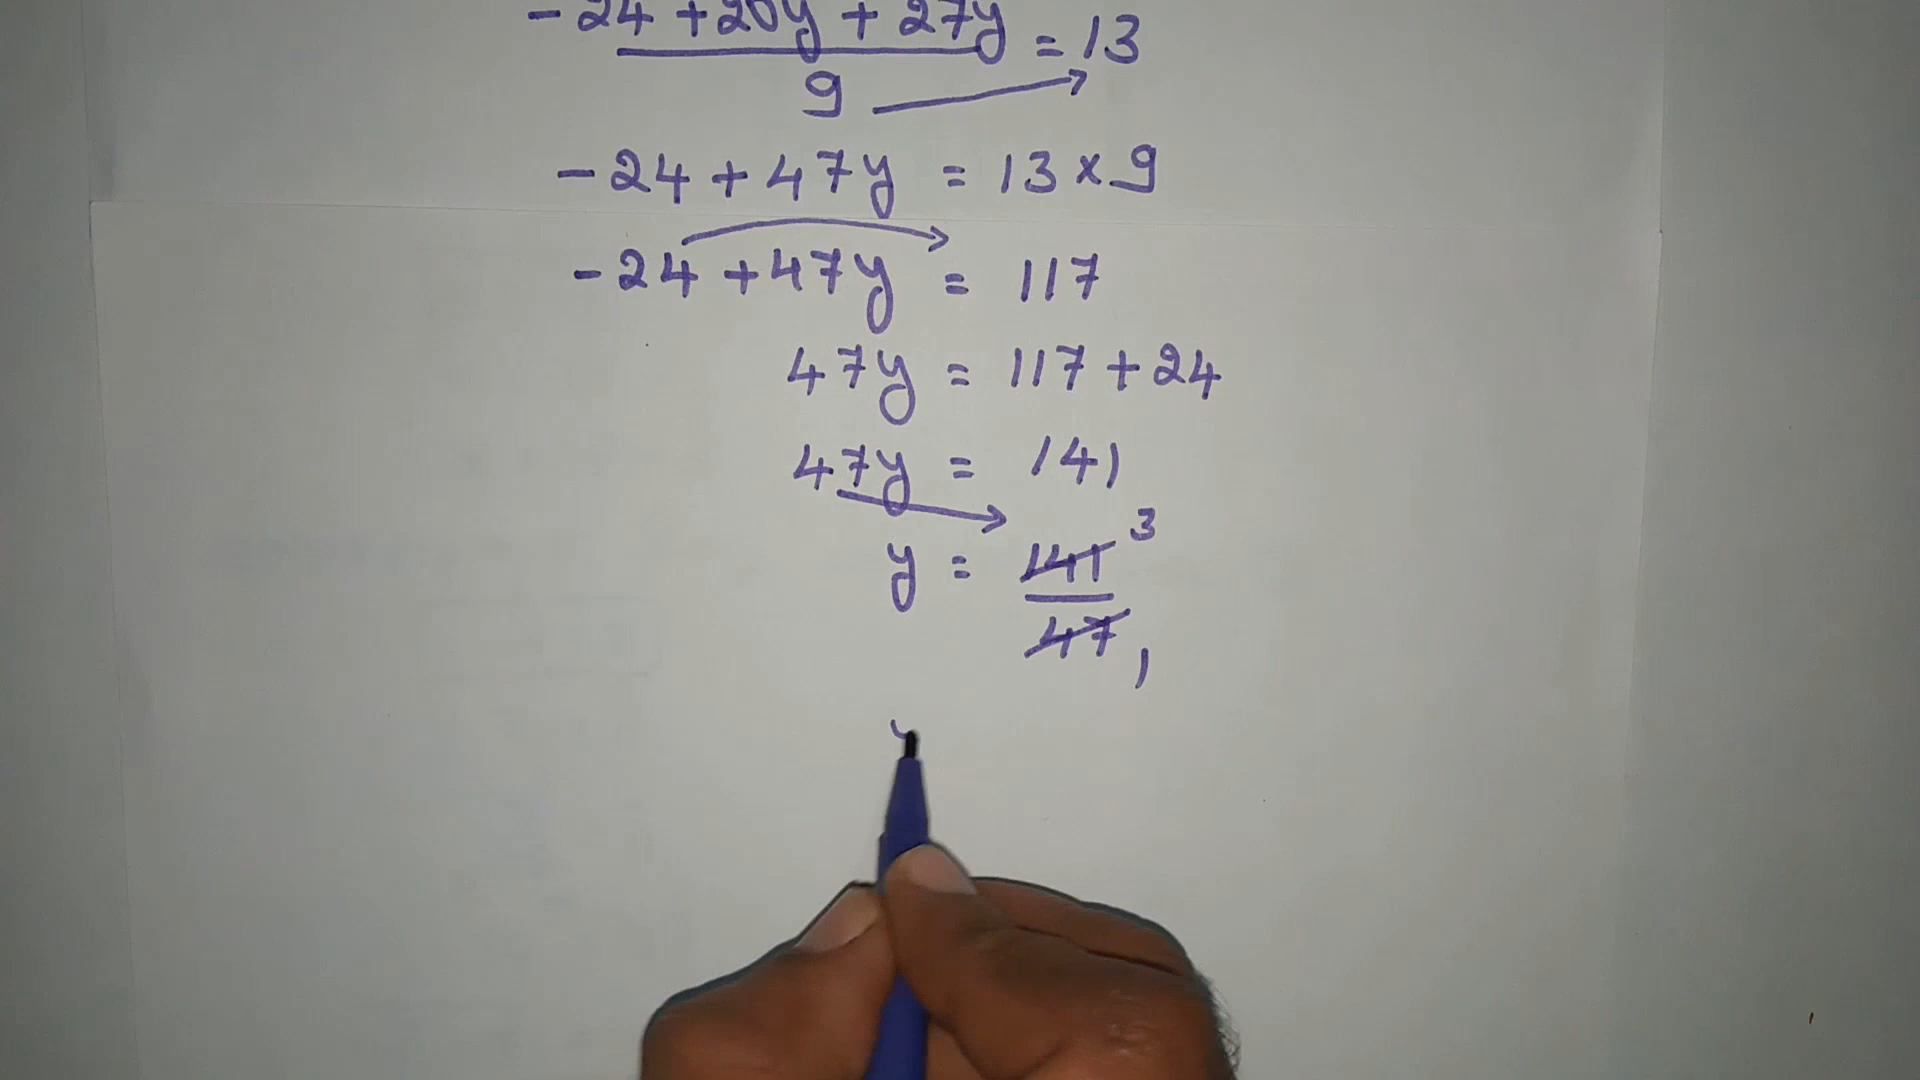 -24 +20y + 27y = 13
9
-24 + 47y = 13 × 9
-24 + 47y = 117
47y = 117 + 24
47y = 141
y = 141 3
47 1
y